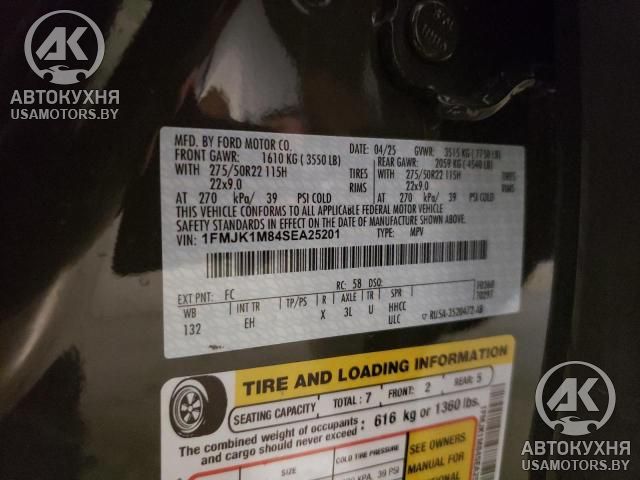 АВТОКУХНЯ
USAMOTORS.BY
MFD. BY FORD MOTOR CO.
DATE: 04/25 GVWR: 3515 KG ( 7750 LB)
FRONT GAWR: 1610 KG ( 3550 LB) REAR GAWR: 2059 KG ( 4540 LB)
WITH 275/50R22 115H TIRES WITH 275/50R22 115H TIRES
22x9.0 RIMS 22x9.0 RIMS
AT 270 kPa/ 39 PSI COLD AT 270 kPa/ 39 PSI COLD
THIS VEHICLE CONFORMS TO ALL APPLICABLE FEDERAL MOTOR VEHICLE
SAFETY STANDARDS IN EFFECT ON THE DATE OF MANUFACTURE SHOWN ABOVE.
VIN: 1FMJK1M84SEA25201 TYPE: MPV
EXT PNT: FC RC: 58 DSO:
WB INT TR TP/PS R AXLE TR SPR
132 EH X 3L U HHCC
ULC
TIRE AND LOADING INFORMATION
SEATING CAPACITY TOTAL: 7 FRONT: 2 REAR: 5
The combined weight of occupants and cargo should never exceed: 616 kg or 1360 lbs.
SIZE COLD TIRE PRESSURE
39 PSI
SEE OWNERS
MANUAL FOR
ADDITIONAL
АВТОКУХНЯ
USAMOTORS.BY